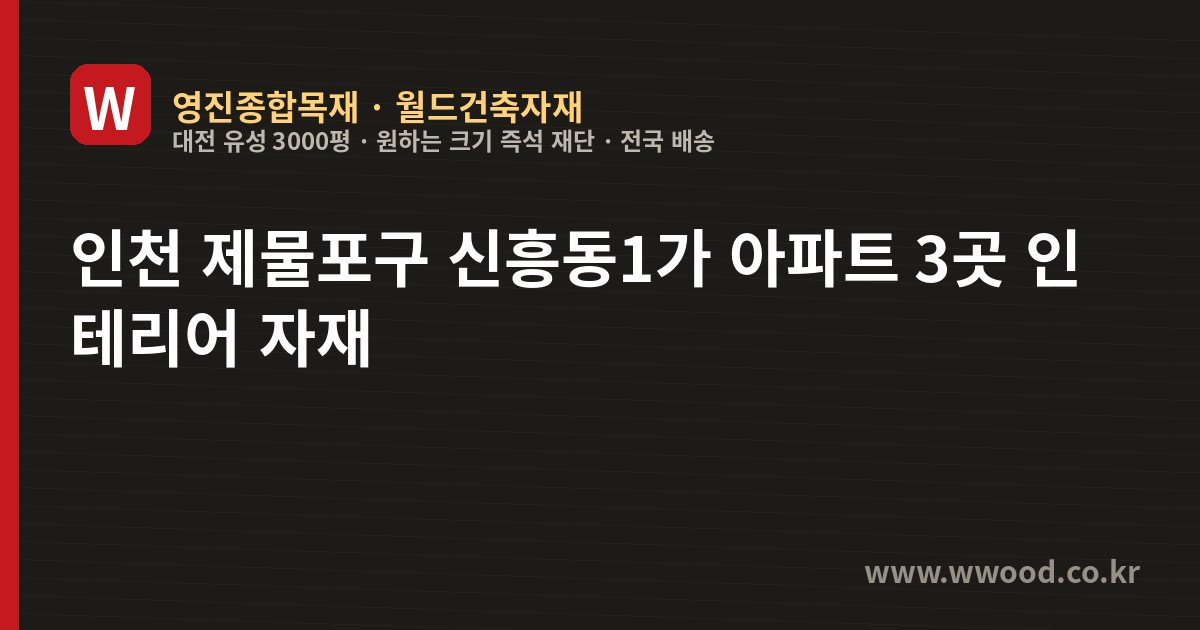 W
영진종합목재 · 월드건축자재
대전 유성 3000평 · 원하는 크기 즉석 재단 · 전국 배송
인천 제물포구 신흥동1가 아파트 3곳 인
테리어 자재
www.wwood.co.kr